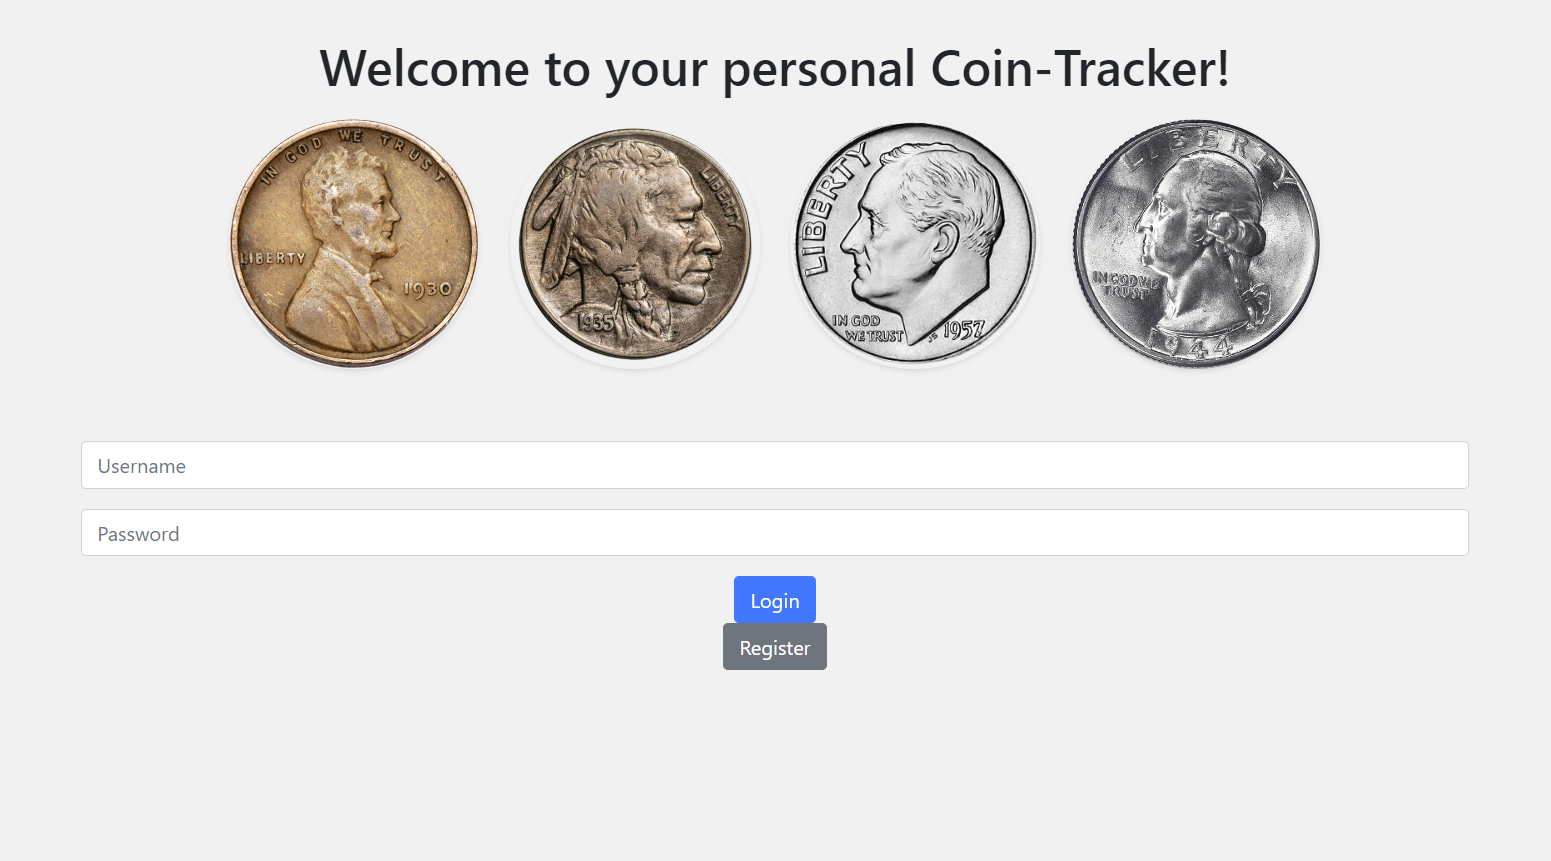 Welcome to your personal Coin-Tracker!
IN GOD WE TRUST
LIBERTY
1930
LIBERTY
1935
LIBERTY
IN GOD
WE TRUST
JS
1957
LIBERTY
IN GOD WE
TRUST
1944
Username
Password
Login
Register